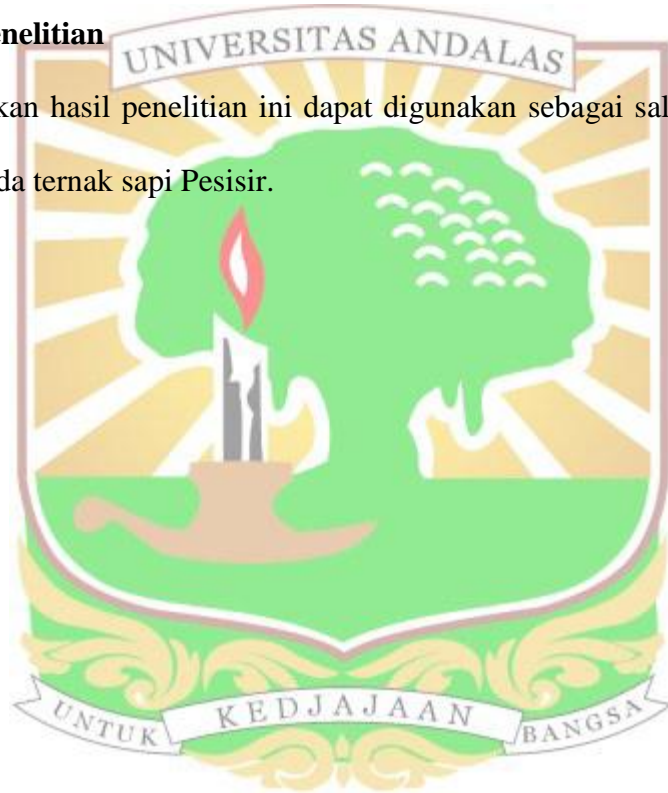 enelitian
UNIVERSITAS ANDALAS
kan hasil penelitian ini dapat digunakan sebagai sal
da ternak sapi Pesisir.
UNTUK KEDJAJAAN BANGSA